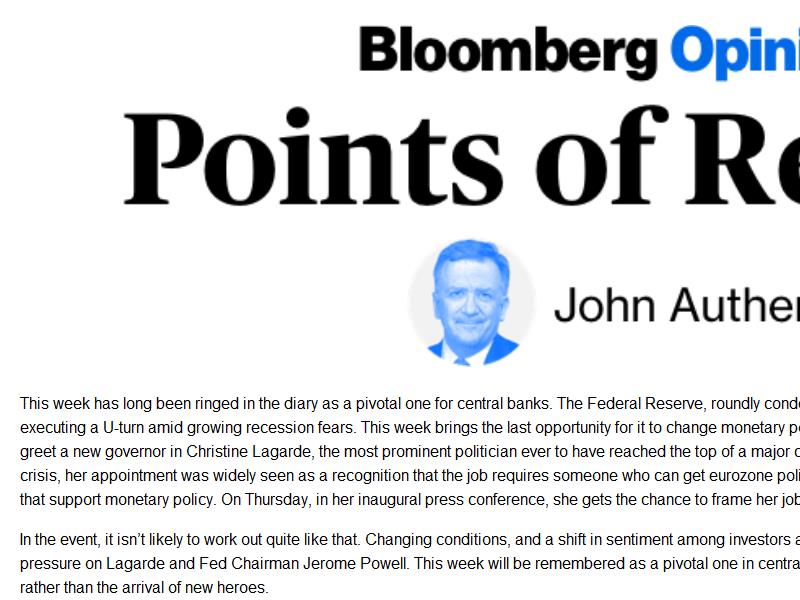 Bloomberg Opini
Points of Re
John Authe
This week has long been ringed in the diary as a pivotal one for central banks. The Federal Reserve, roundly cond
executing a U-turn amid growing recession fears. This week brings the last opportunity for it to change monetary p
greet a new governor in Christine Lagarde, the most prominent politician ever to have reached the top of a major c
crisis, her appointment was widely seen as a recognition that the job requires someone who can get eurozone poli
that support monetary policy. On Thursday, in her inaugural press conference, she gets the chance to frame her job
In the event, it isn’t likely to work out quite like that. Changing conditions, and a shift in sentiment among investors a
pressure on Lagarde and Fed Chairman Jerome Powell. This week will be remembered as a pivotal one in centra
rather than the arrival of new heroes.